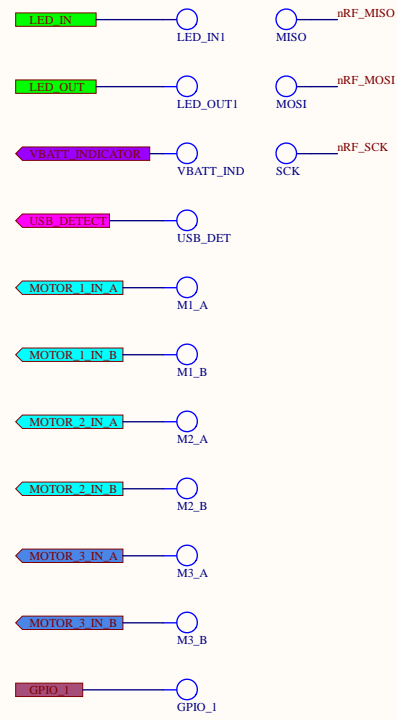 LED_IN
LED_IN1
MISO
nRF_MISO
LED_OUT
LED_OUT1
MOSI
nRF_MOSI
VBATT_INDICATOR
VBATT_IND
SCK
nRF_SCK
USB_DETECT
USB_DET
MOTOR_1_IN_A
M1_A
MOTOR_1_IN_B
M1_B
MOTOR_2_IN_A
M2_A
MOTOR_2_IN_B
M2_B
MOTOR_3_IN_A
M3_A
MOTOR_3_IN_B
M3_B
GPIO_1
GPIO_1